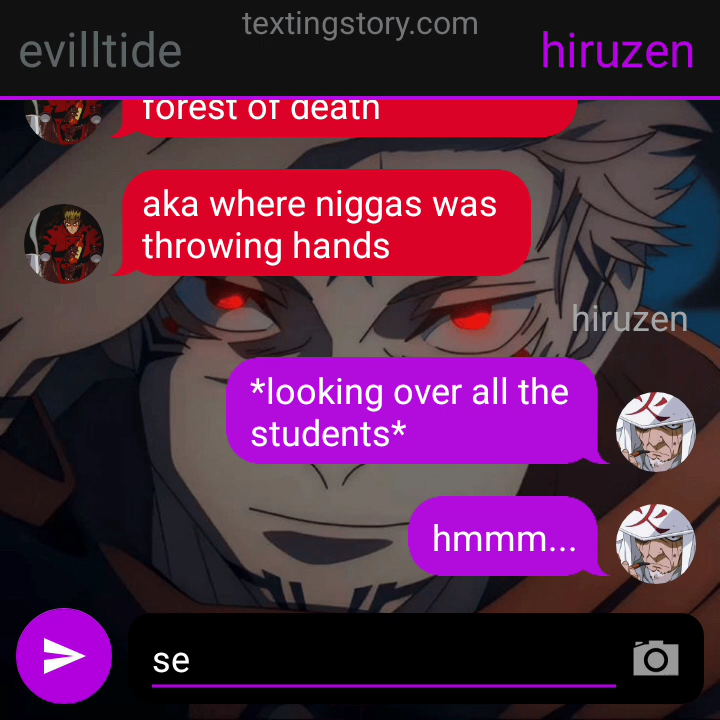 textingstory.com
evilltide
hiruzen
forest of death
aka where niggas was
throwing hands
hiruzen
*looking over all the
students*
hmmm...
se